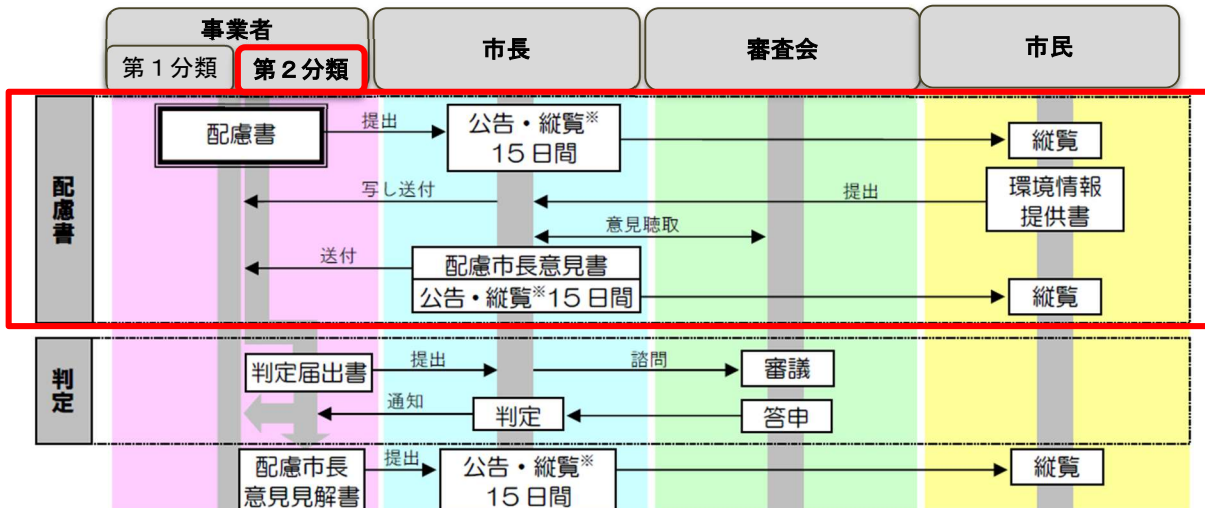 事業者
第1分類
第2分類
市長
審査会
市民
配慮書
配慮書
提出
公告・縦覧※
15日間
縦覧
環境情報
提供書
提出
写し送付
意見聴取
送付
配慮市長意見書
公告・縦覧※15日間
縦覧
判定
判定届出書
提出
諮問
審議
通知
判定
答申
配慮市長
意見見解書
提出
公告・縦覧※
15日間
縦覧